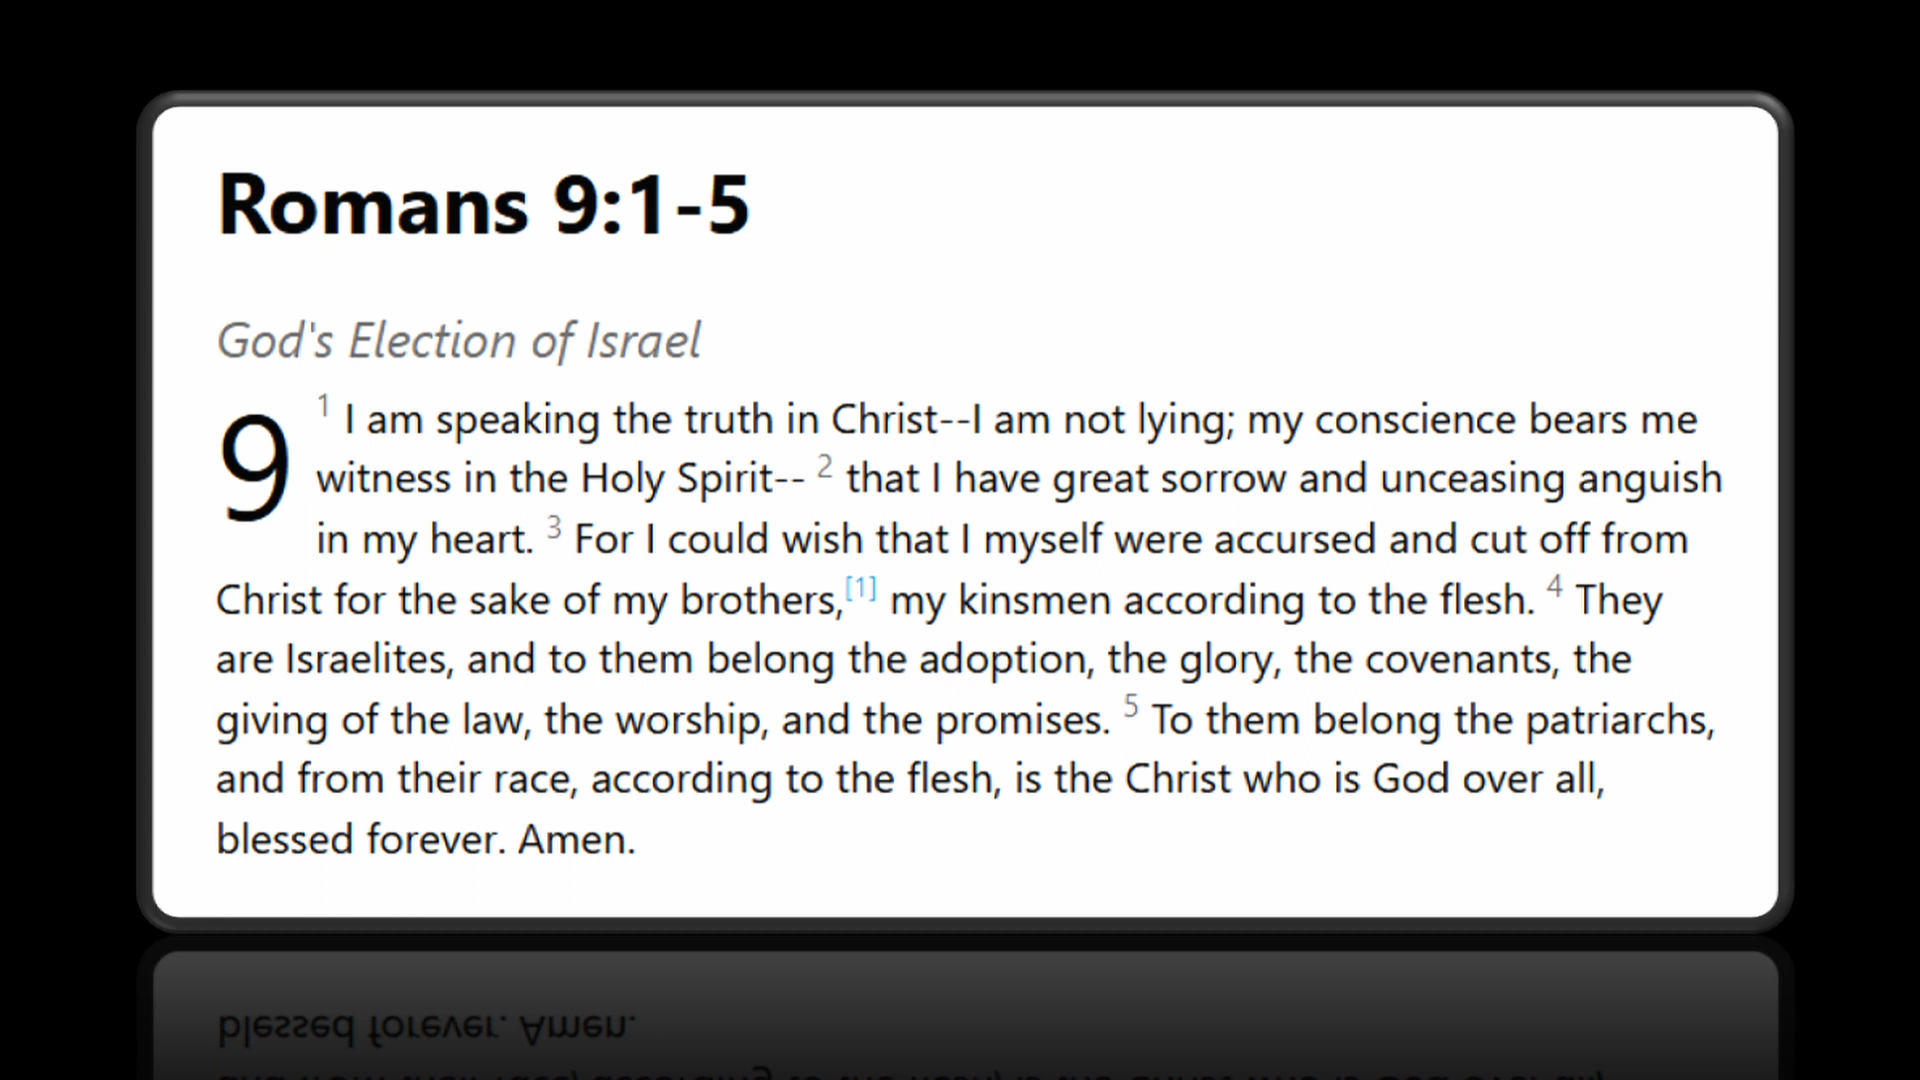 Romans 9:1-5
God's Election of Israel
9 1 I am speaking the truth in Christ--I am not lying; my conscience bears me
witness in the Holy Spirit-- 2 that I have great sorrow and unceasing anguish
in my heart. 3 For I could wish that I myself were accursed and cut off from
Christ for the sake of my brothers,[1] my kinsmen according to the flesh. 4 They
are Israelites, and to them belong the adoption, the glory, the covenants, the
giving of the law, the worship, and the promises. 5 To them belong the patriarchs,
and from their race, according to the flesh, is the Christ who is God over all,
blessed forever. Amen.